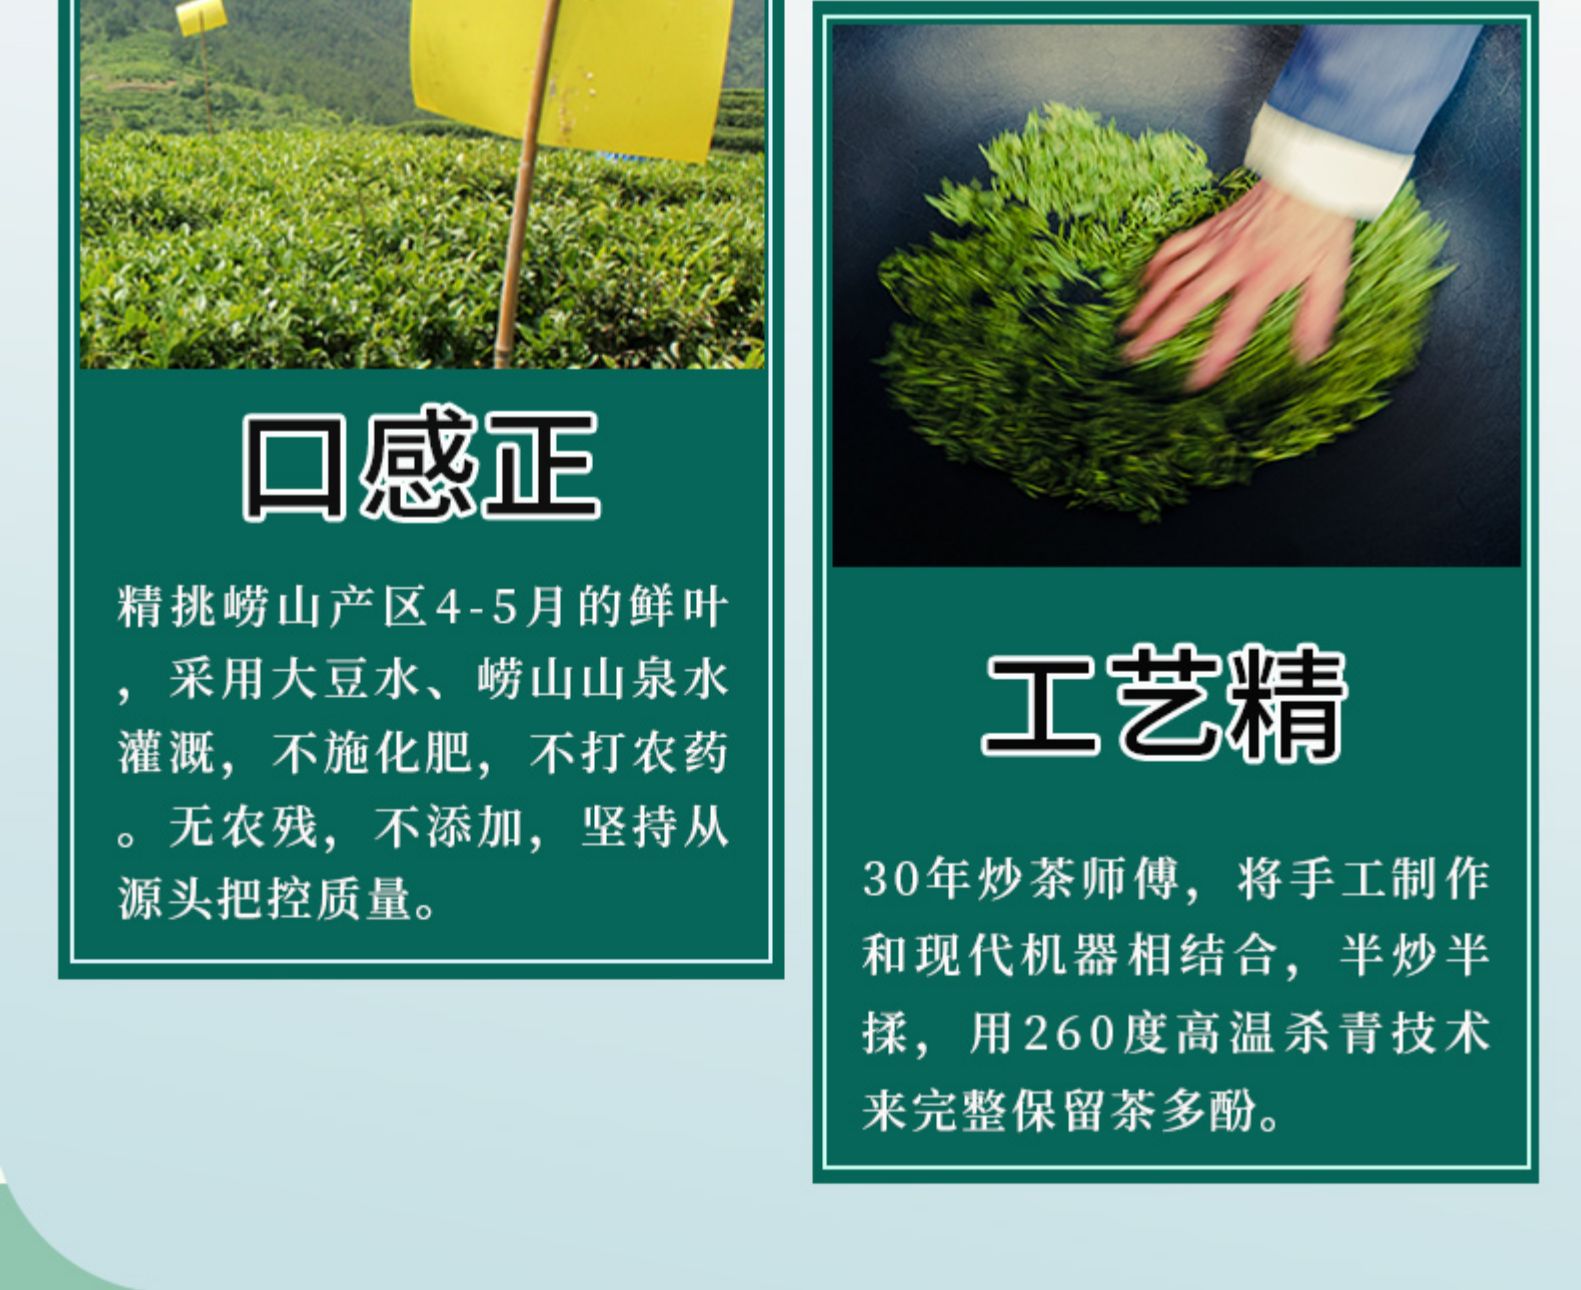 口感正
精挑崂山产区4-5月的鲜叶
，采用大豆水、崂山山泉水
灌溉，不施化肥，不打农药
。无农残，不添加，坚持从
源头把控质量。
工艺精
30年炒茶师傅，将手工制作
和现代机器相结合，半炒半
揉，用260度高温杀青技术
来完整保留茶多酚。